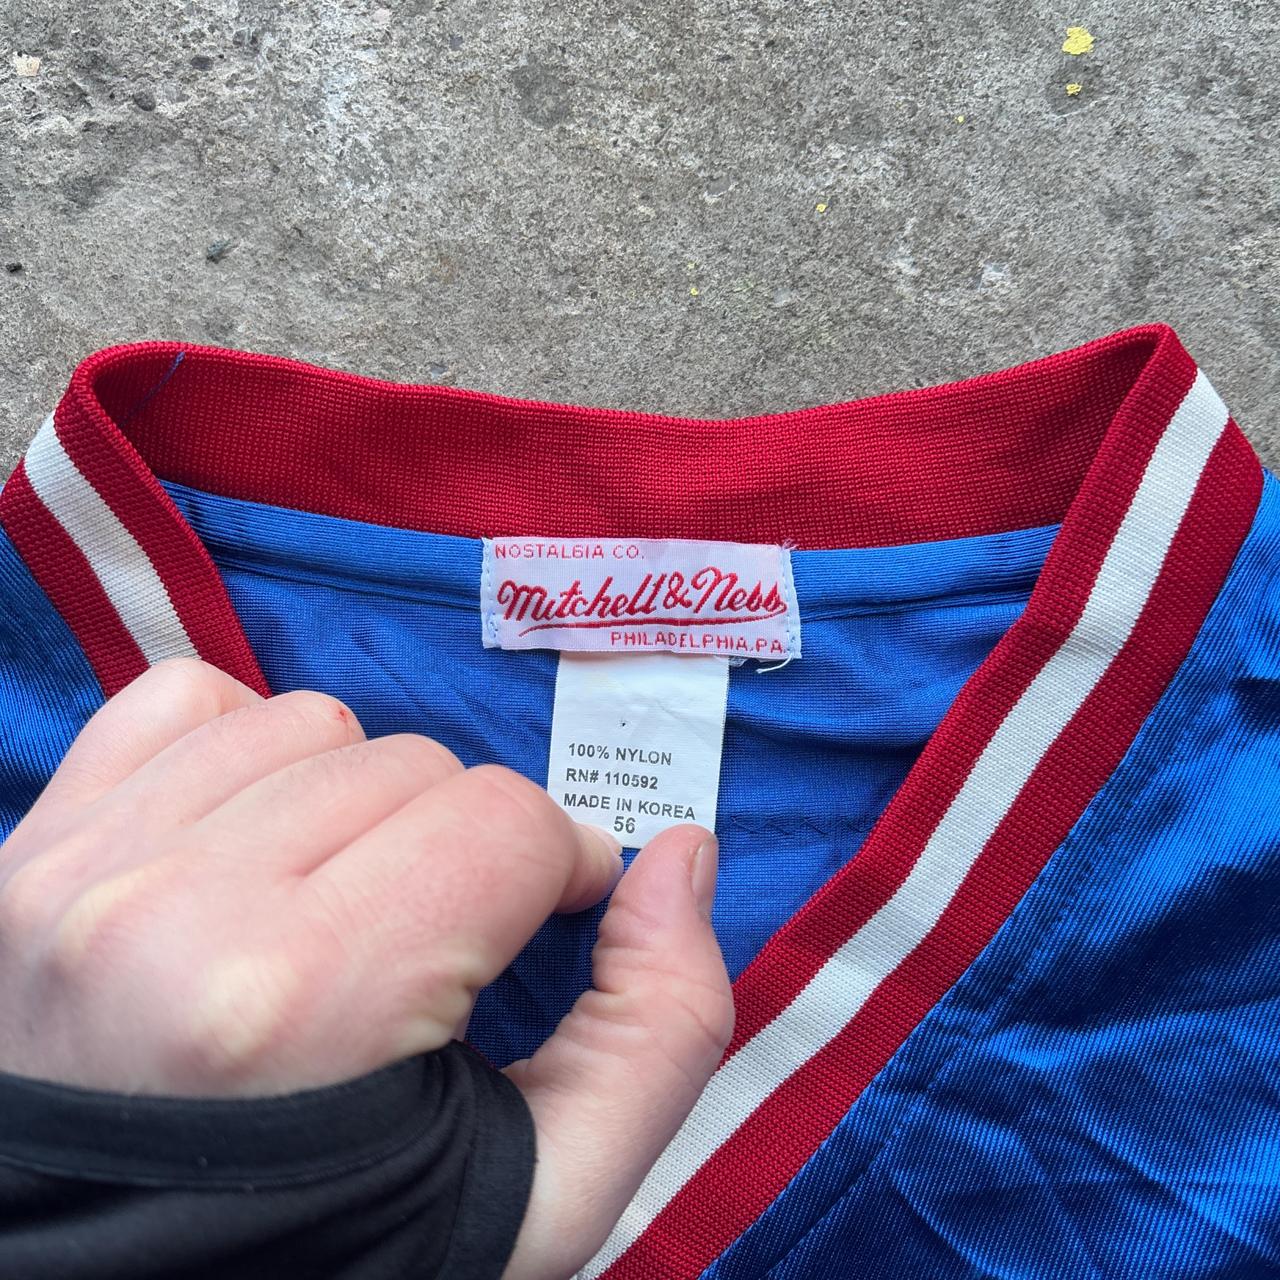 NOSTALGIA CO.
Mitchell & Ness
PHILADELPHIA.PA.
100% NYLON
RN# 110592
MADE IN KOREA
56